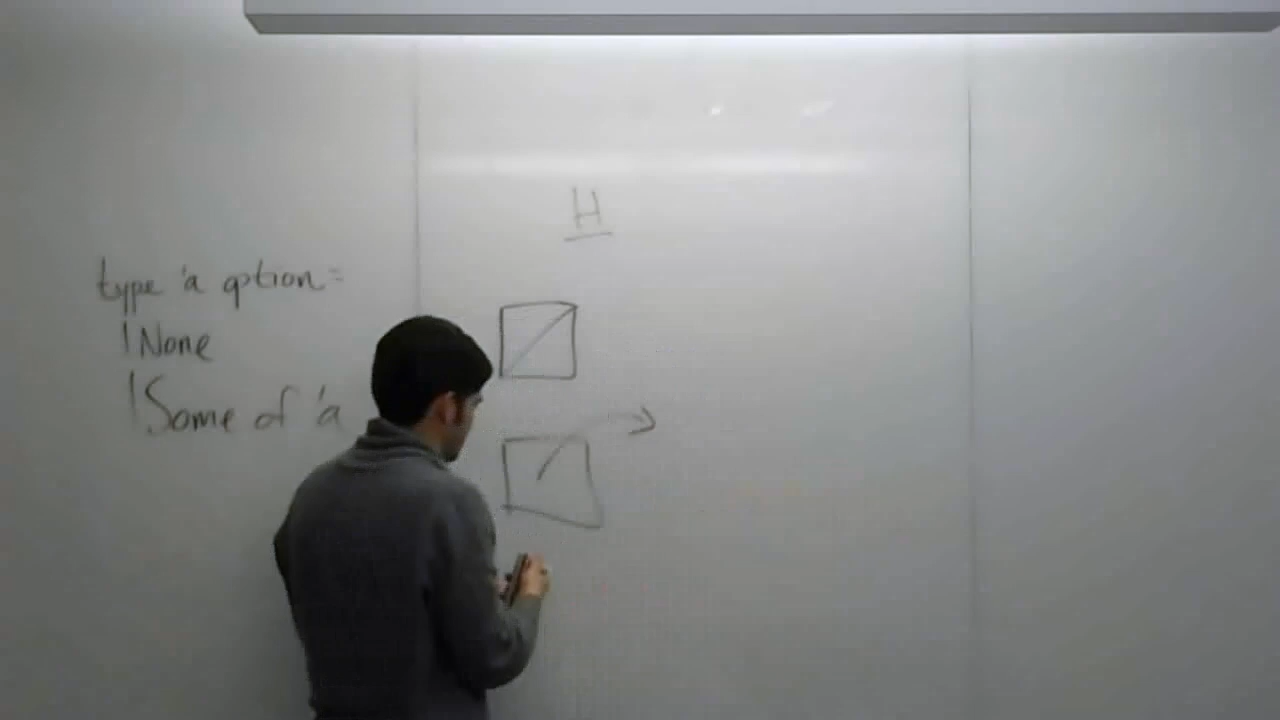 H
type 'a option =
| None
| Some of 'a